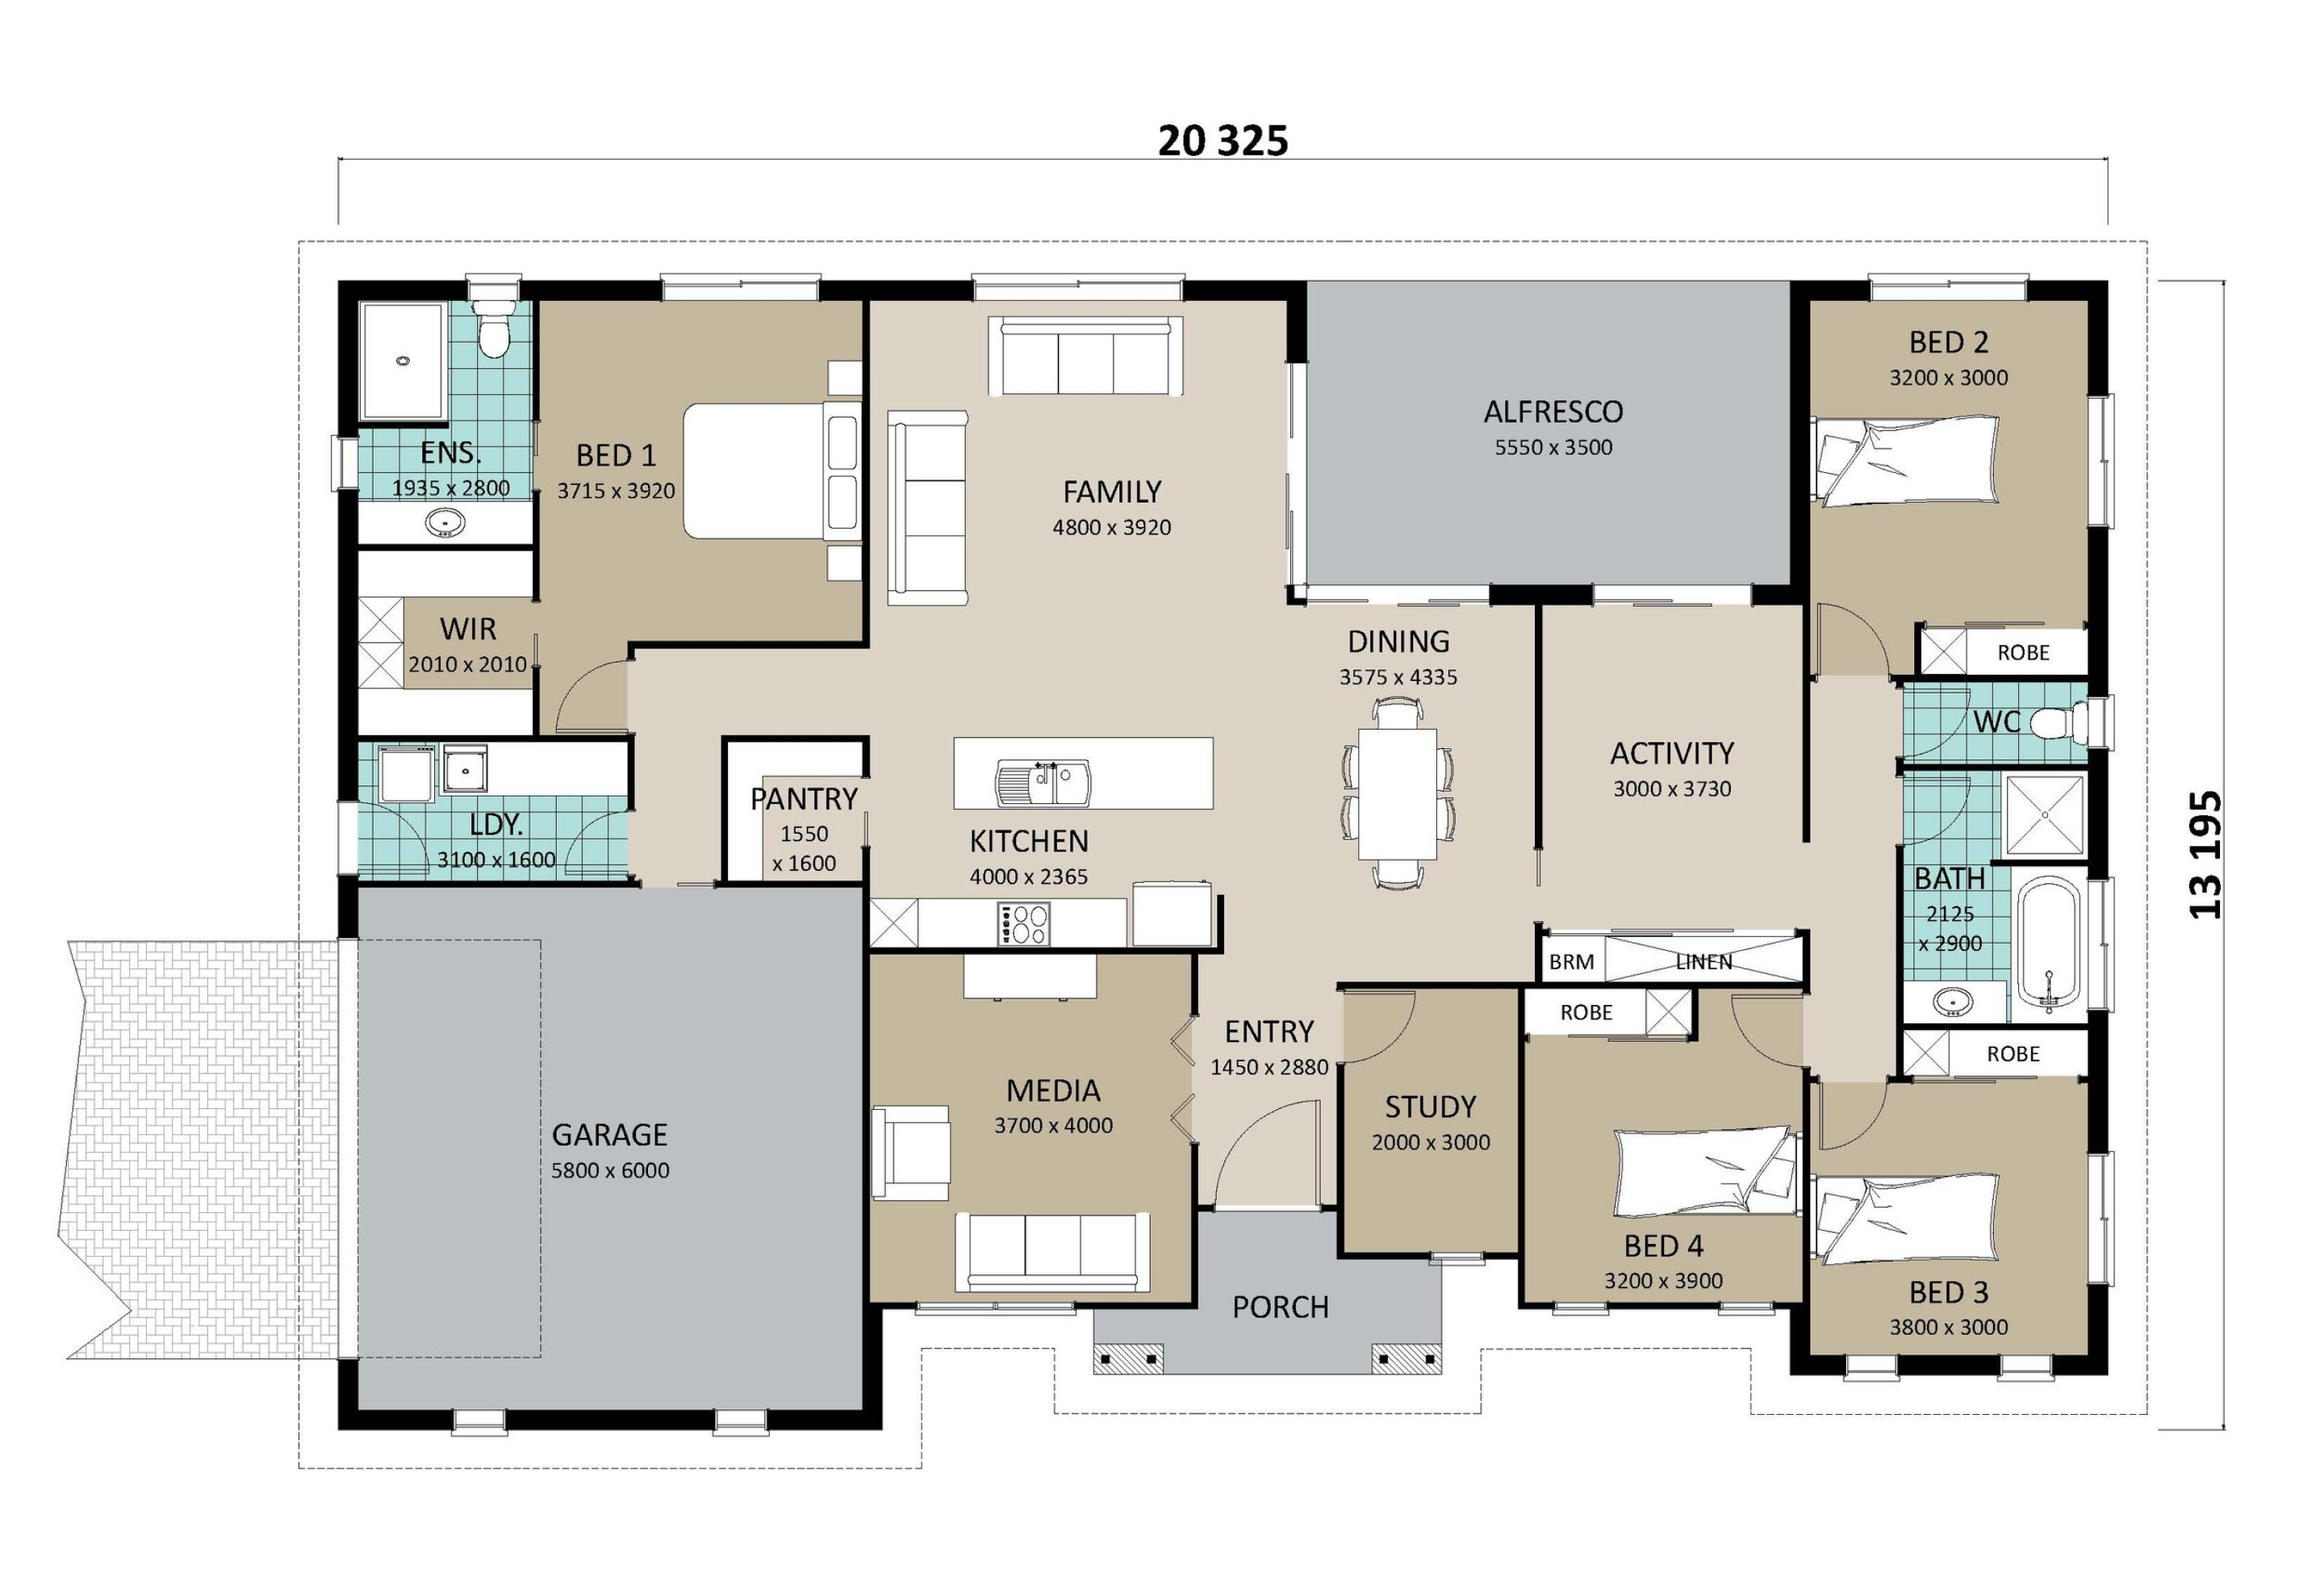 20 325
BED 2
3200 x 3000
ALFRESCO
5550 x 3500
ENS.
1935 x 2800
BED 1
3715 x 3920
FAMILY
4800 x 3920
WIR
2010 x 2010
DINING
3575 x 4335
ROBE
WC
ACTIVITY
3000 x 3730
PANTRY
1550
x 1600
LDY.
3100 x 1600
KITCHEN
4000 x 2365
13 195
BATH
2125
x 2900
BRM
LINEN
ROBE
ENTRY
1450 x 2880
ROBE
MEDIA
3700 x 4000
STUDY
2000 x 3000
GARAGE
5800 x 6000
BED 4
3200 x 3900
PORCH
BED 3
3800 x 3000